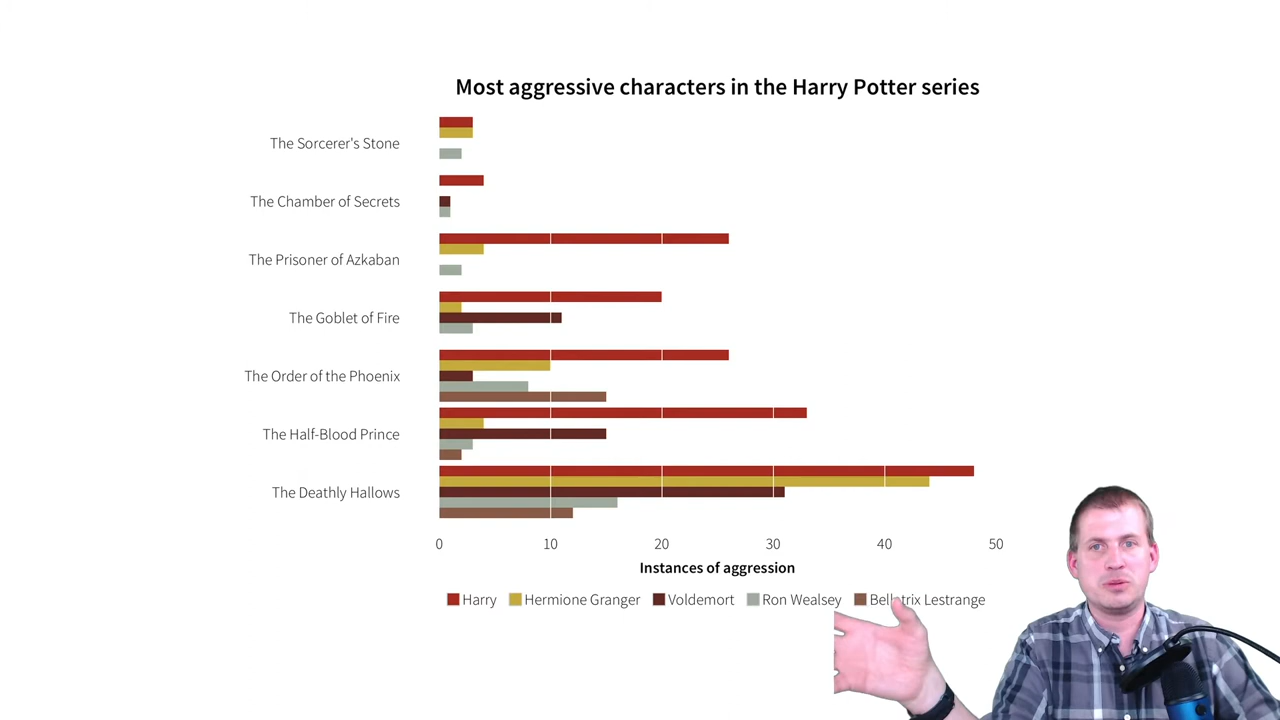 Most aggressive characters in the Harry Potter series
The Sorcerer's Stone
The Chamber of Secrets
The Prisoner of Azkaban
The Goblet of Fire
The Order of the Phoenix
The Half-Blood Prince
The Deathly Hallows
0 10 20 30 40 50
Instances of aggression
Harry Hermione Granger Voldemort Ron Wealsey Bellatrix Lestrange